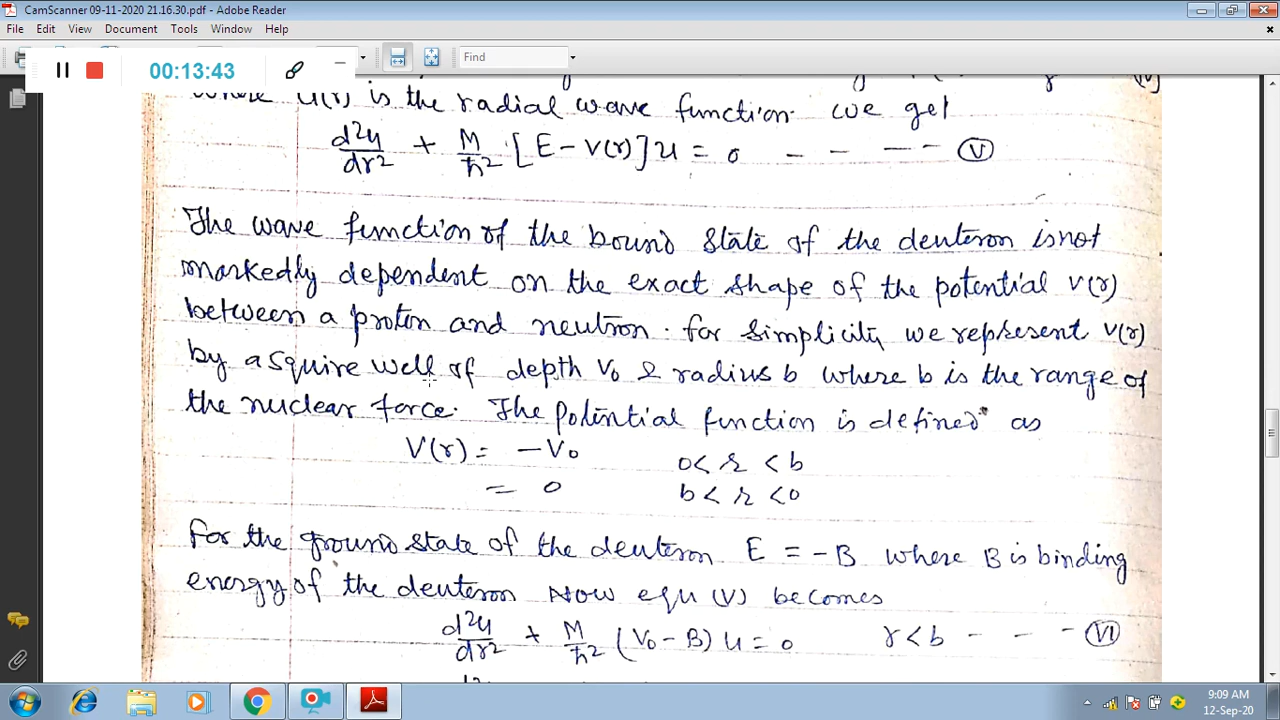 CamScanner 09-11-2020 21.16.30.pdf - Adobe Reader
File Edit View Document Tools Window Help
00:13:43
Find
where u(r) is the radial wave function. we get
d²u/dr² + M/ħ² [E - V(r)] u = 0 - - - - (V)
The wave function of the bound state of the deuteron is not
markedly dependent on the exact shape of the potential V(r)
between a proton and neutron. for simplicity we represent V(r)
by a squire well of depth V₀ & radius b where b is the range of
the nuclear force. The potential function is defined as
V(r) = -V₀ 0 < r < b
= 0 b < r < 0
For the ground state of the deuteron E = -B where B is binding
energy of the deuteron Now equ (V) becomes
d²u/dr² + M/ħ² (V₀ - B) u = 0 r < b - - - (VI)
9:09 AM
12-Sep-20